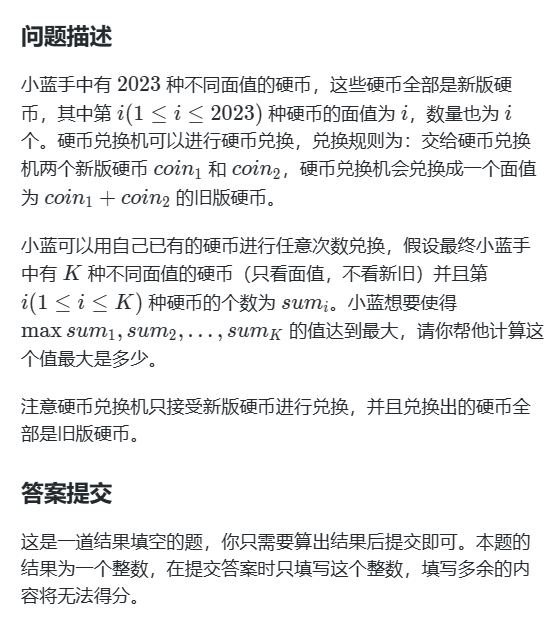 问题描述
小蓝手中有 2023 种不同面值的硬币，这些硬币全部是新版硬
币，其中第 i(1 ≤ i ≤ 2023) 种硬币的面值为 i，数量也为 i
个。硬币兑换机可以进行硬币兑换，兑换规则为：交给硬币兑换
机两个新版硬币 coin₁ 和 coin₂，硬币兑换机会兑换成一个面值
为 coin₁ + coin₂ 的旧版硬币。
小蓝可以用自己已有的硬币进行任意次数兑换，假设最终小蓝手
中有 K 种不同面值的硬币（只看面值，不看新旧）并且第
i(1 ≤ i ≤ K) 种硬币的个数为 sumᵢ。小蓝想要使得
max sum₁, sum₂, . . . , sumK 的值达到最大，请你帮他计算这
个值最大是多少。
注意硬币兑换机只接受新版硬币进行兑换，并且兑换出的硬币全
部是旧版硬币。
答案提交
这是一道结果填空的题，你只需要算出结果后提交即可。本题的
结果为一个整数，在提交答案时只填写这个整数，填写多余的内
容将无法得分。